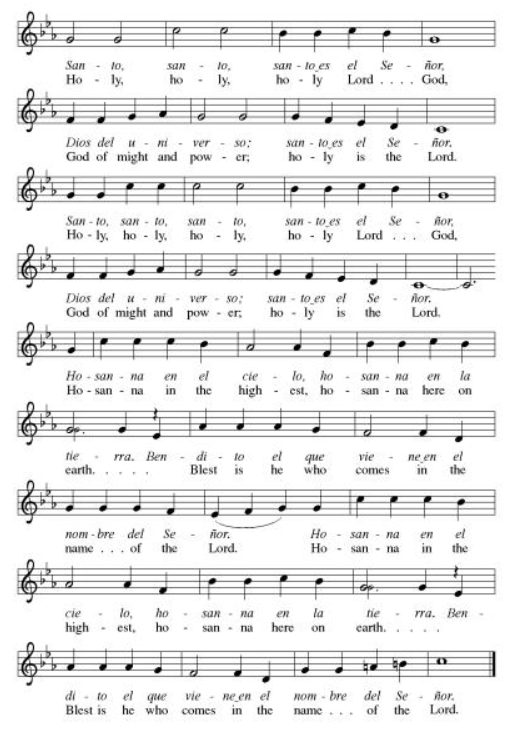 San - to, san - to, san - to_es el Se - ñor,
Ho - ly, ho - ly, ho - ly Lord . . . . God,
Dios del u - ni - ver - so; san - to_es el Se - ñor.
God of might and pow - er; ho - ly is the Lord.
San - to, san - to, san - to, san - to_es el Se - ñor,
Ho - ly, ho - ly, ho - ly, ho - ly Lord . . . God,
Dios del u - ni - ver - so; san - to_es el Se - ñor.
God of might and pow - er; ho - ly is the Lord.
Ho - san - na en el cie - lo, ho - san - na en la
Ho - san - na in the high - est, ho - san - na here on
tie - rra. Ben - di - to el que vie - ne_en el
earth. . . . . Blest is he who comes in the
nom - bre del Se - ñor. Ho - san - na en el
name . . . of the Lord. Ho - san - na in the
cie - lo, ho - san - na en la tie - rra. Ben -
high - est, ho - san - na here on earth. . . . .
di - to el que vie - ne_en el nom - bre del Se - ñor.
Blest is he who comes in the name . . . of the Lord.